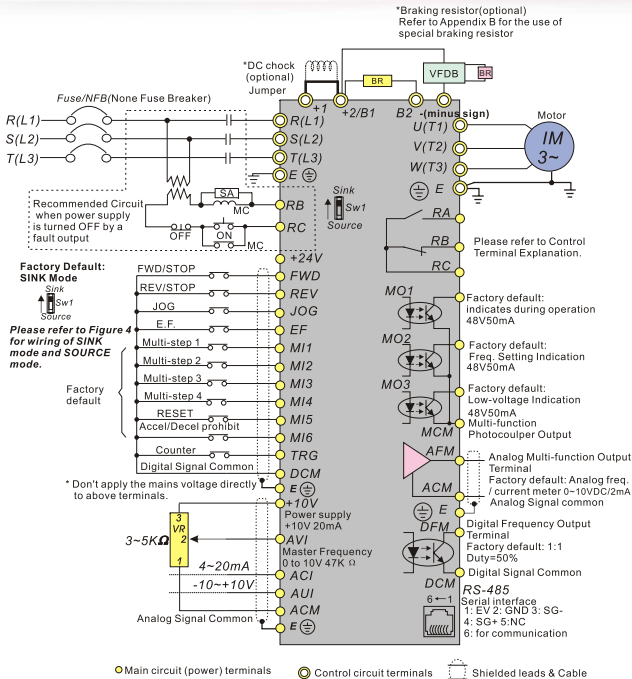 *Braking resistor(optional)
Refer to Appendix B for the use of
special braking resistor
*DC chock
(optional)
Jumper
BR
VFDB
BR
Fuse/NFB(None Fuse Breaker)
+1
+2/B1
B2
-(minus sign)
Motor
R(L1)
R(L1)
U(T1)
S(L2)
S(L2)
V(T2)
IM
3~
T(L3)
T(L3)
W(T3)
E
E
Recommended Circuit
when power supply
is turned OFF by a
fault output
SA
MC
OFF
ON
MC
RB
RC
Sink
Sw1
Source
RA
RB
RC
Please refer to Control
Terminal Explanation.
+24V
Factory Default:
SINK Mode
Sink
Sw1
Source
Please refer to Figure 4
for wiring of SINK
mode and SOURCE
mode.
Factory
default
FWD/STOP
FWD
REV/STOP
REV
JOG
JOG
E.F.
EF
Multi-step 1
MI1
Multi-step 2
MI2
Multi-step 3
MI3
Multi-step 4
MI4
RESET
MI5
Accel/Decel prohibit
MI6
Counter
TRG
Digital Signal Common
DCM
* Don't apply the mains voltage directly
to above terminals.
E
MO1
Factory default:
indicates during operation
48V50mA
MO2
Factory default:
Freq. Setting Indication
48V50mA
MO3
Factory default:
Low-voltage Indication
48V50mA
Multi-function
Photocoulper Output
MCM
AFM
Analog Multi-function Output
Terminal
Factory default: Analog freq.
/ current meter 0~10VDC/2mA
ACM
Analog Signal common
E
DFM
Digital Frequency Output
Terminal
Factory default: 1:1
Duty=50%
DCM
Digital Signal Common
+10V
Power supply
+10V 20mA
3
VR
2
1
3~5KΩ
AVI
Master Frequency
0 to 10V 47K Ω
4~20mA
ACI
-10~+10V
AUI
ACM
Analog Signal Common
E
6←1
RS-485
Serial interface
1: EV 2: GND 3: SG-
4: SG+ 5:NC
6: for communication
Main circuit (power) terminals
Control circuit terminals
Shielded leads & Cable